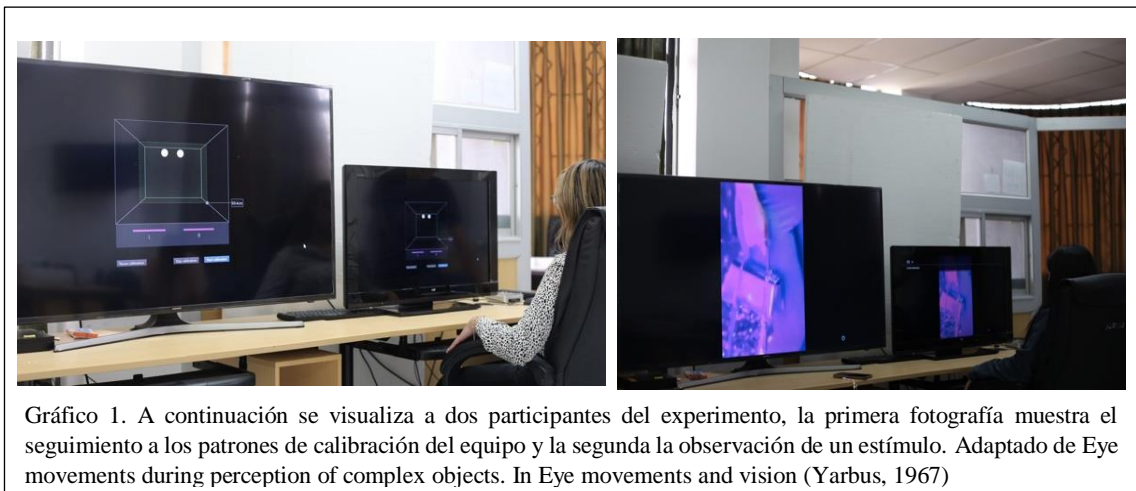 Gráfico 1. A continuación se visualiza a dos participantes del experimento, la primera fotografía muestra el
seguimiento a los patrones de calibración del equipo y la segunda la observación de un estímulo. Adaptado de Eye
movements during perception of complex objects. In Eye movements and vision (Yarbus, 1967)